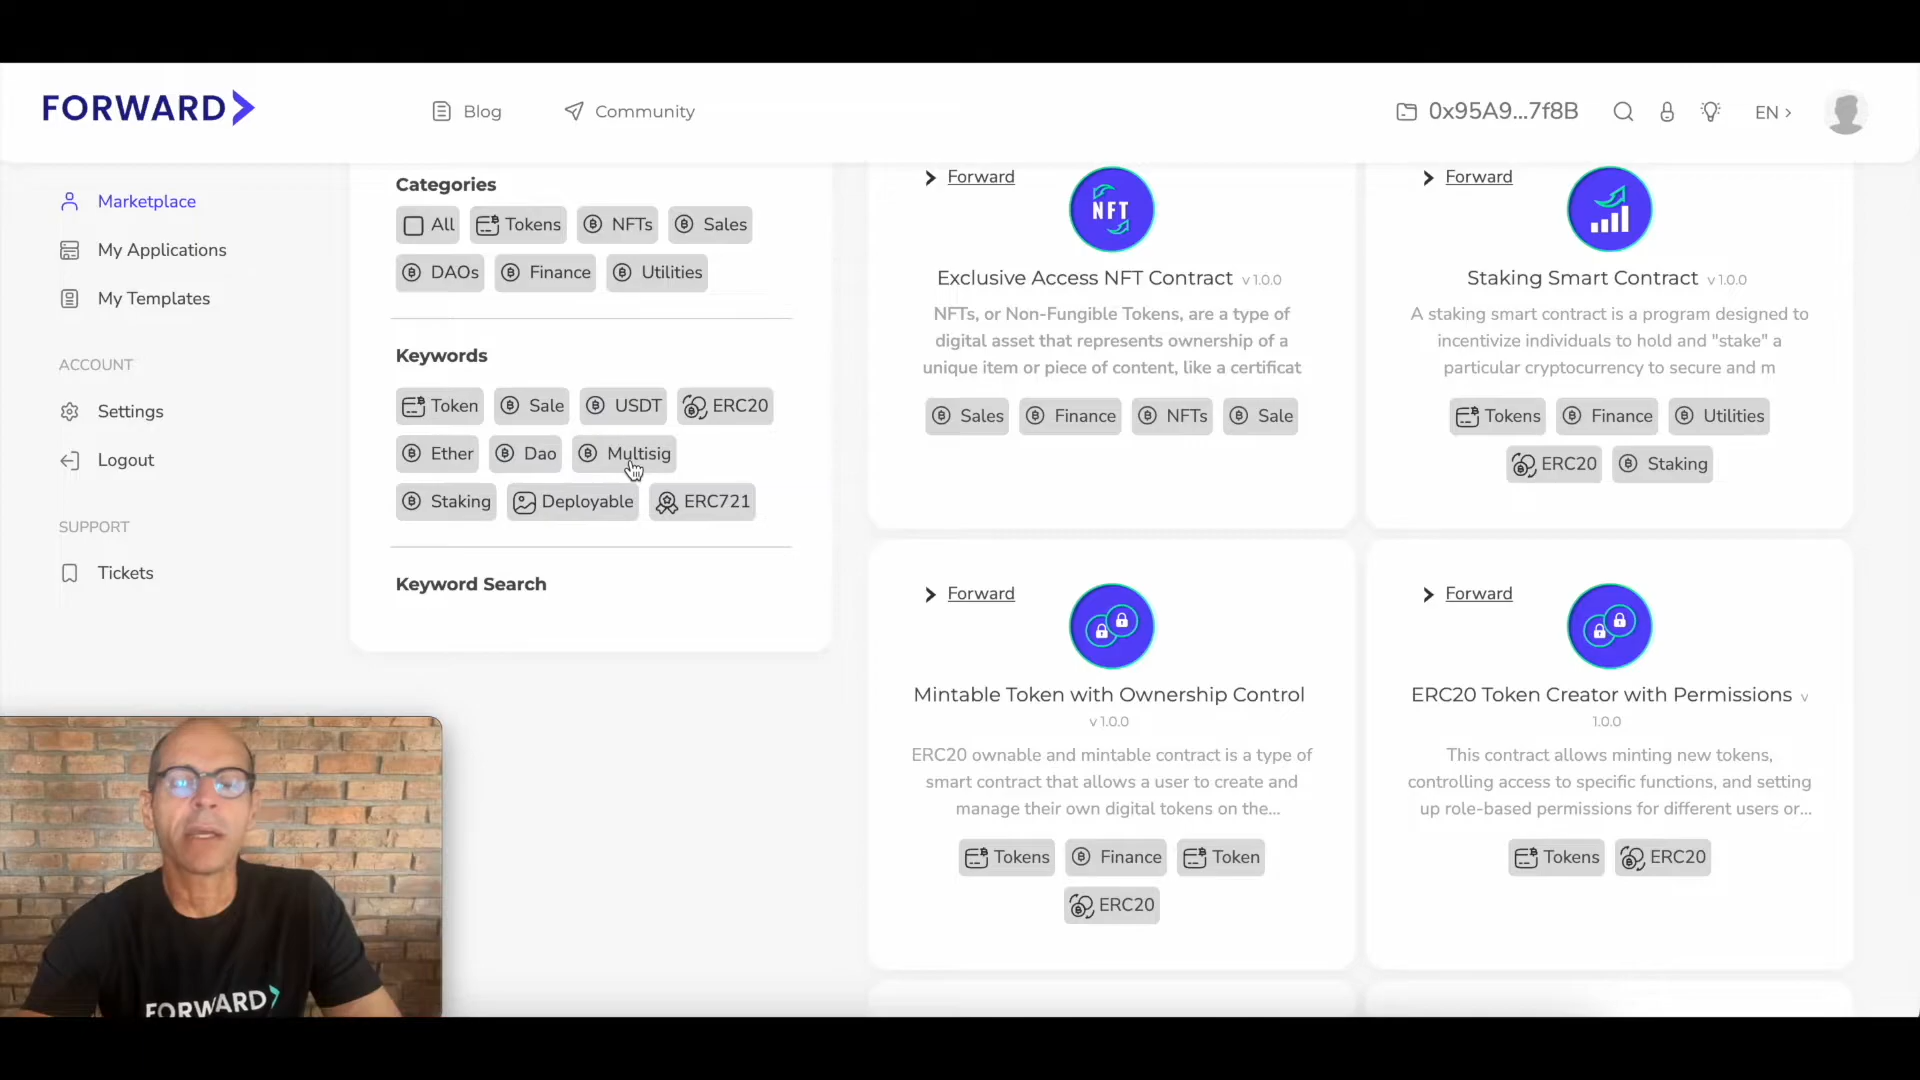 FORWARD
Blog
Community
0x95A9...7f8B
EN >
Marketplace
My Applications
My Templates
ACCOUNT
Settings
Logout
SUPPORT
Tickets
Categories
All Tokens NFTs Sales
DAOs Finance Utilities
Keywords
Token Sale USDT ERC20
Ether Dao Multisig
Staking Deployable ERC721
Keyword Search
Forward
NFT
Exclusive Access NFT Contract v 1.0.0
NFTs, or Non-Fungible Tokens, are a type of
digital asset that represents ownership of a
unique item or piece of content, like a certificat
Sales Finance NFTs Sale
Forward
Staking Smart Contract v 1.0.0
A staking smart contract is a program designed to
incentivize individuals to hold and "stake" a
particular cryptocurrency to secure and m
Tokens Finance Utilities
ERC20 Staking
Forward
Mintable Token with Ownership Control
v 1.0.0
ERC20 ownable and mintable contract is a type of
smart contract that allows a user to create and
manage their own digital tokens on the...
Tokens Finance Token
ERC20
Forward
ERC20 Token Creator with Permissions v
1.0.0
This contract allows minting new tokens,
controlling access to specific functions, and setting
up role-based permissions for different users or...
Tokens ERC20
FORWARD